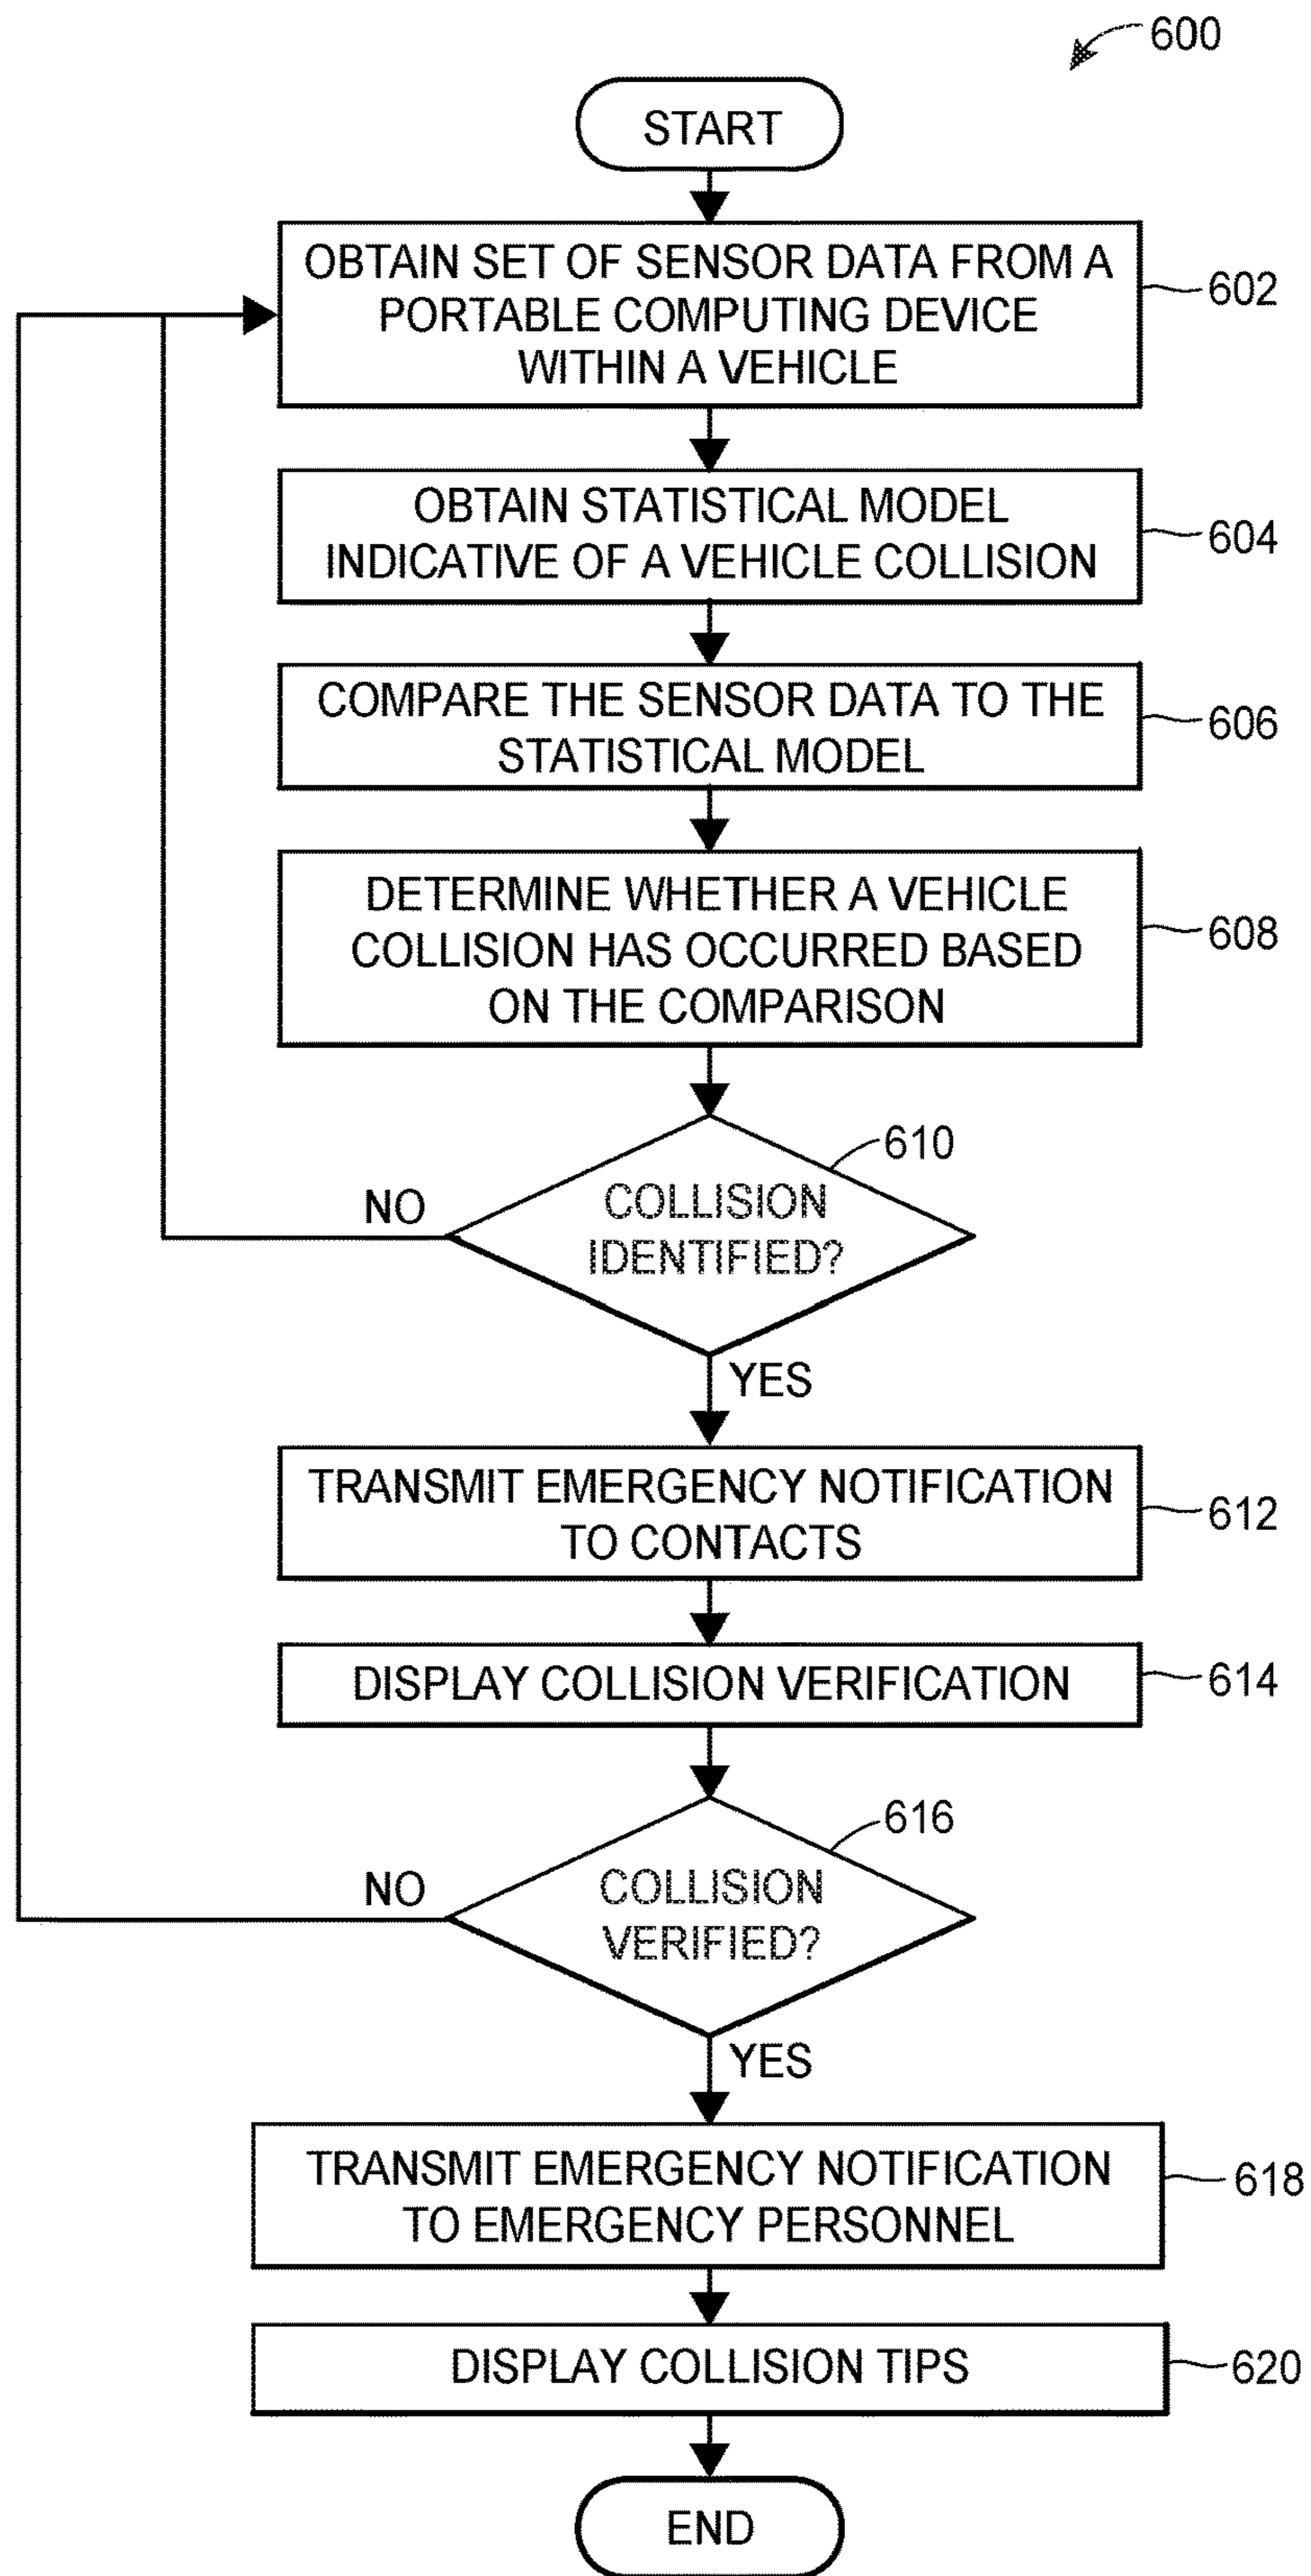 600
START
OBTAIN SET OF SENSOR DATA FROM A
PORTABLE COMPUTING DEVICE
WITHIN A VEHICLE
602
OBTAIN STATISTICAL MODEL
INDICATIVE OF A VEHICLE COLLISION
604
COMPARE THE SENSOR DATA TO THE
STATISTICAL MODEL
606
DETERMINE WHETHER A VEHICLE
COLLISION HAS OCCURRED BASED
ON THE COMPARISON
608
610
NO
COLLISION
IDENTIFIED?
YES
TRANSMIT EMERGENCY NOTIFICATION
TO CONTACTS
612
DISPLAY COLLISION VERIFICATION
614
616
NO
COLLISION
VERIFIED?
YES
TRANSMIT EMERGENCY NOTIFICATION
TO EMERGENCY PERSONNEL
618
DISPLAY COLLISION TIPS
620
END